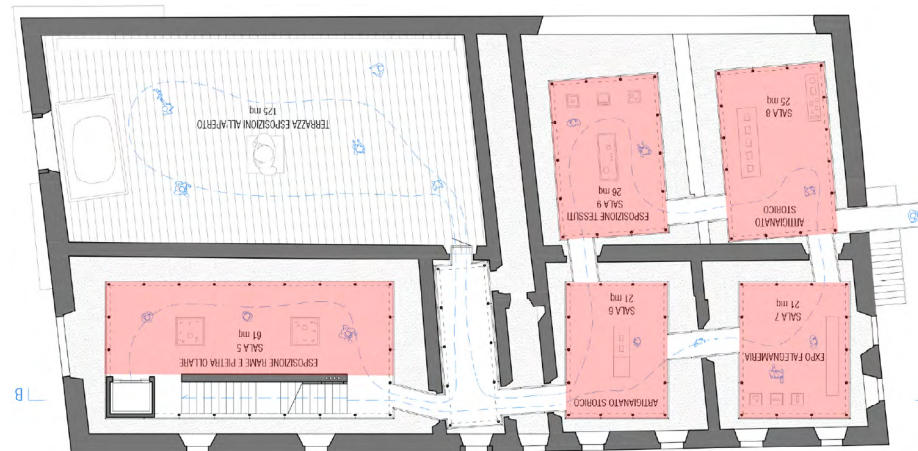 B
EXPO FALEGNAMERIA
SALA 7
21 mq
ARTIGIANATO STORICO
SALA 6
21 mq
ESPOSIZIONE RAME E PIETRA OLLARE
SALA 5
61 mq
ARTIGIANATO
STORICO
SALA 8
25 mq
ESPOSIZIONE TESSUTI
SALA 9
26 mq
TERRAZZA ESPOSIZIONI ALL'APERTO
175 mq